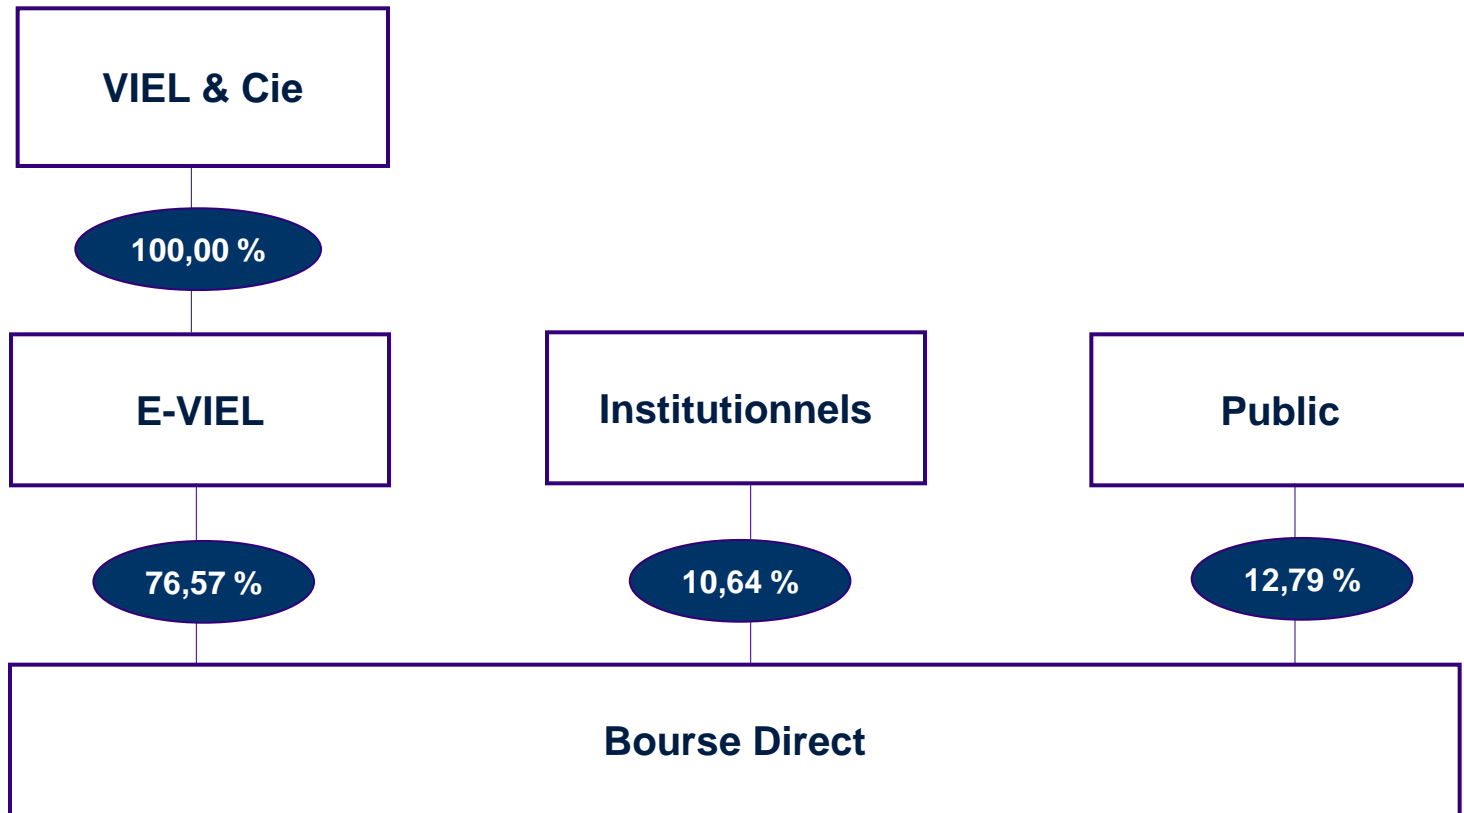 VIEL & Cie
100,00 %
E-VIEL
Institutionnels
Public
76,57 %
10,64 %
12,79 %
Bourse Direct